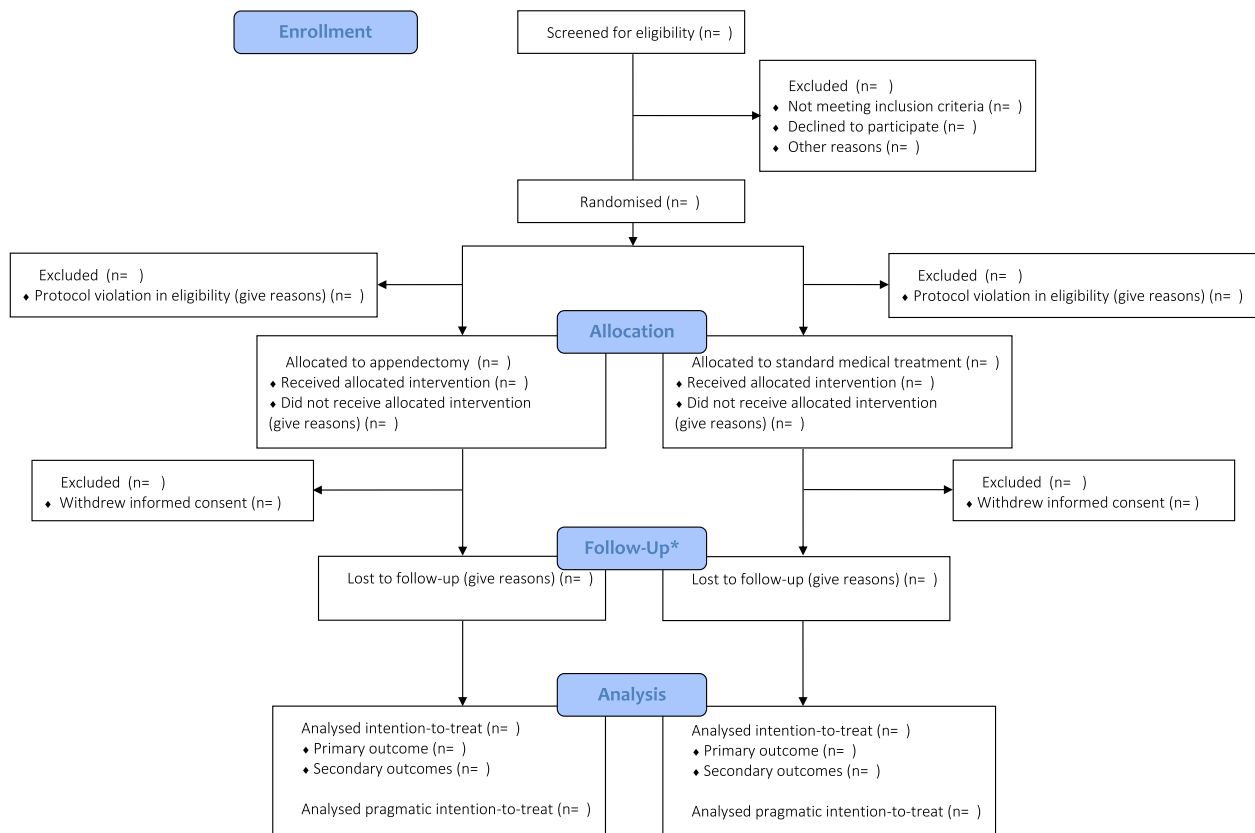 Enrollment
Screened for eligibility (n=  )
Excluded  (n=  )
♦ Not meeting inclusion criteria (n=  )
♦ Declined to participate (n=  )
♦ Other reasons (n=  )
Randomised (n=  )
Excluded  (n=  )
♦ Protocol violation in eligibility (give reasons) (n=  )
Excluded  (n=  )
♦ Protocol violation in eligibility (give reasons) (n=  )
Allocation
Allocated to appendectomy  (n=  )
♦ Received allocated intervention (n=  )
♦ Did not receive allocated intervention
(give reasons) (n=  )
Allocated to standard medical treatment (n=  )
♦ Received allocated intervention (n=  )
♦ Did not receive allocated intervention
(give reasons) (n=  )
Excluded  (n=  )
♦ Withdrew informed consent (n= )
Excluded  (n=  )
♦ Withdrew informed consent (n= )
Follow-Up*
Lost to follow-up (give reasons) (n=  )
Lost to follow-up (give reasons) (n=  )
Analysis
Analysed intention-to-treat (n=  )
♦ Primary outcome (n=  )
♦ Secondary outcomes (n=  )
Analysed pragmatic intention-to-treat (n=  )
Analysed intention-to-treat (n=  )
♦ Primary outcome (n=  )
♦ Secondary outcomes (n=  )
Analysed pragmatic intention-to-treat (n=  )